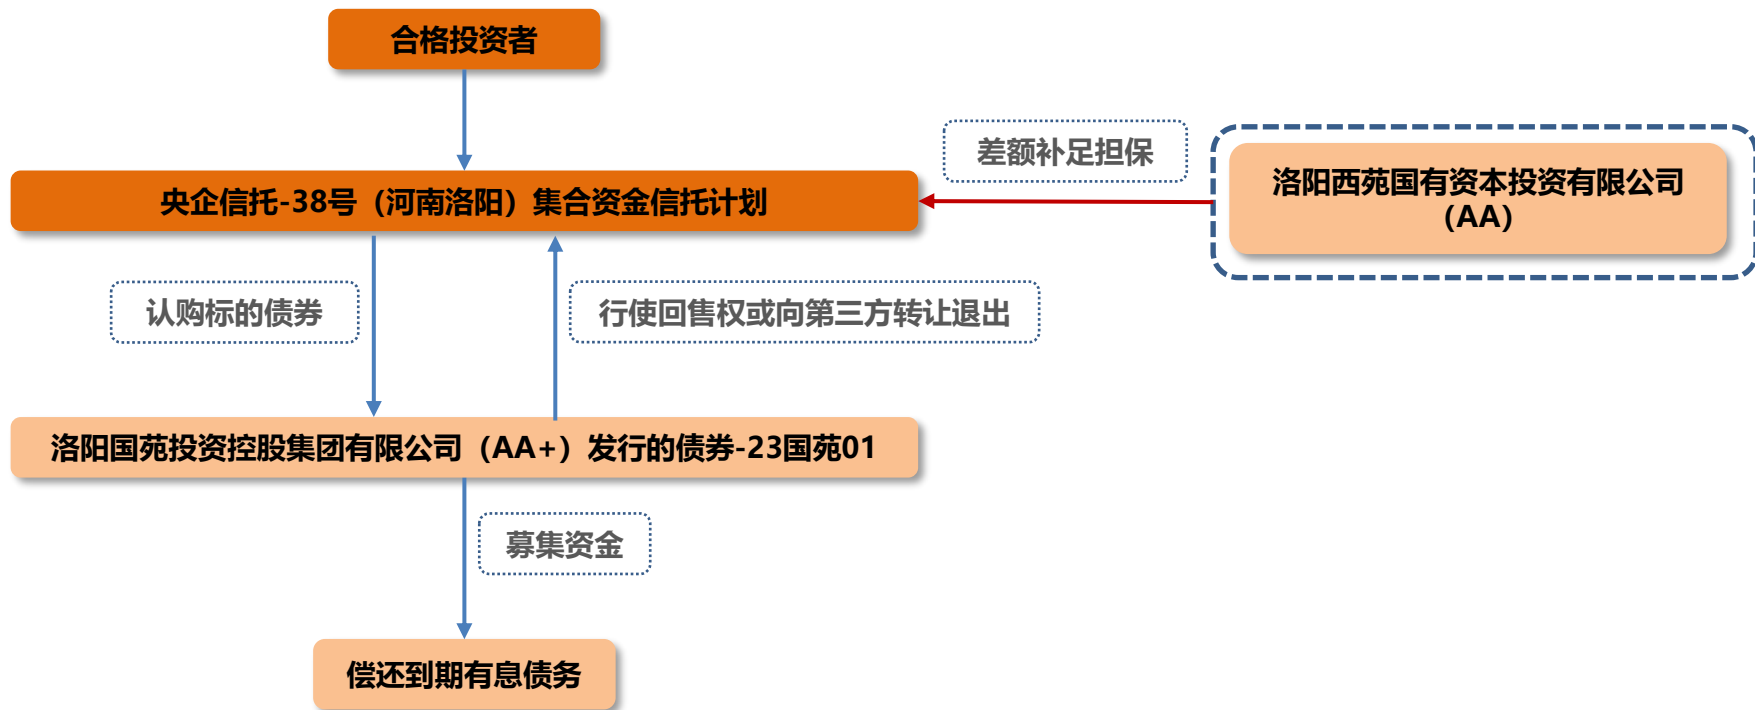 合格投资者
差额补足担保
洛阳西苑国有资本投资有限公司
（AA）
央企信托-38号（河南洛阳）集合资金信托计划
认购标的债券
行使回售权或向第三方转让退出
洛阳国苑投资控股集团有限公司（AA+）发行的债券-23国苑01
募集资金
偿还到期有息债务